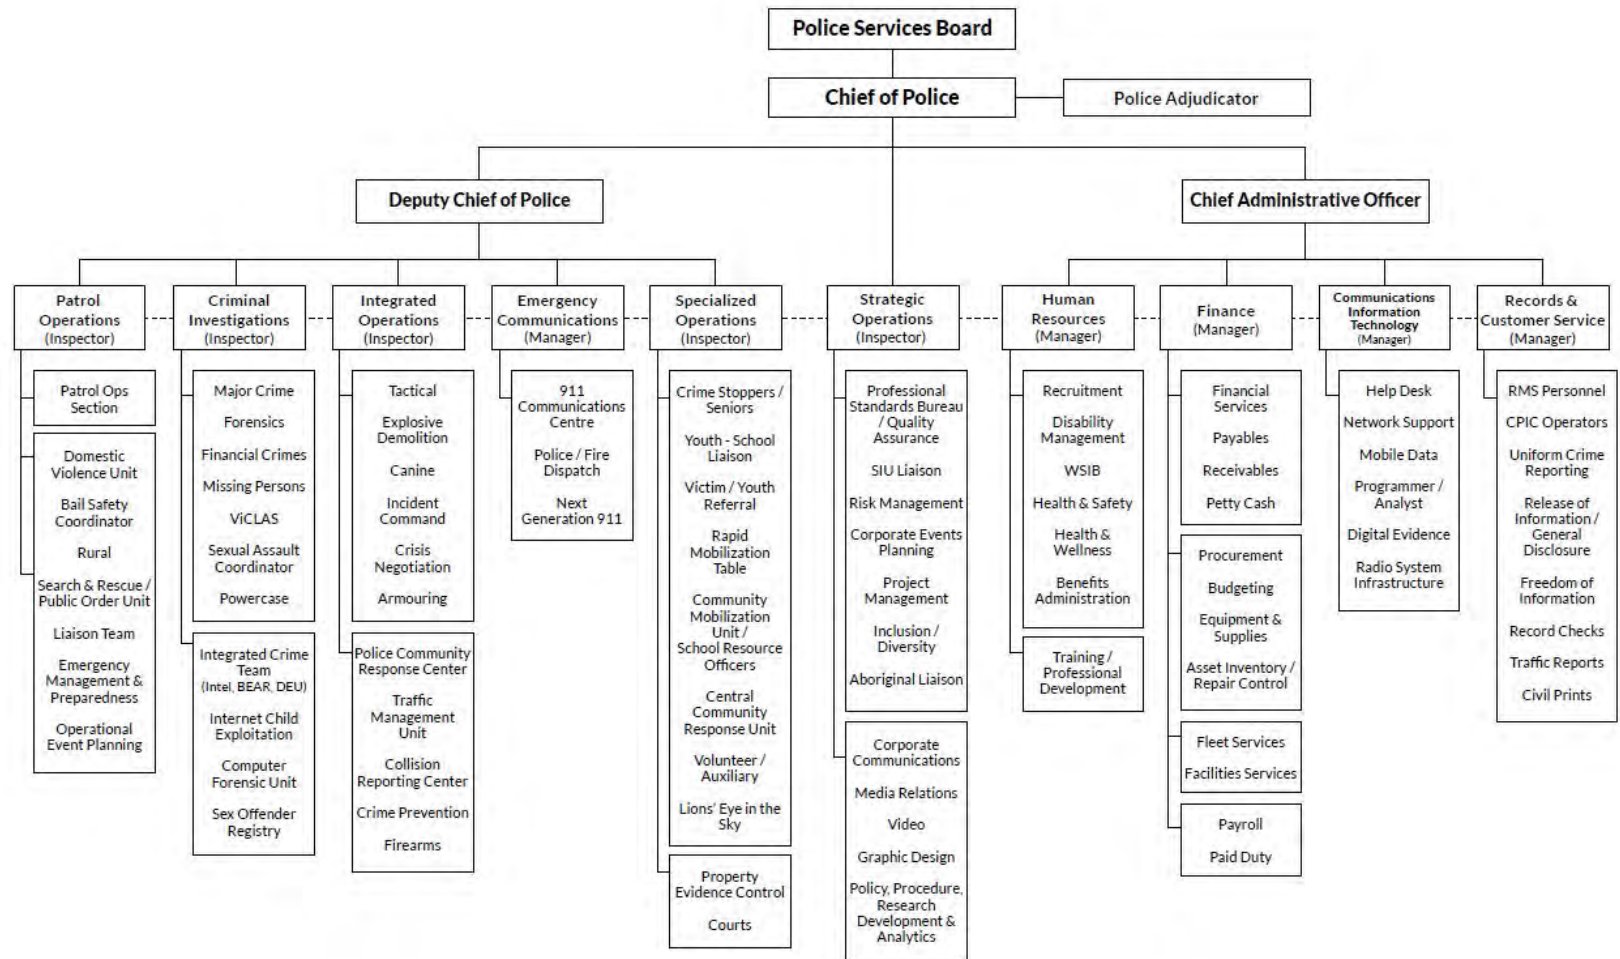 Police Services Board
Chief of Police
Police Adjudicator
Deputy Chief of Police
Chief Administrative Officer
Patrol
Operations
(Inspector)
Criminal
Investigations
(Inspector)
Integrated
Operations
(Inspector)
Emergency
Communications
(Manager)
Specialized
Operations
(Inspector)
Strategic
Operations
(Inspector)
Human
Resources
(Manager)
Finance
(Manager)
Communications
Information
Technology
(Manager)
Records &
Customer Service
(Manager)
Patrol Ops
Section
Domestic
Violence Unit
Bail Safety
Coordinator
Rural
Search & Rescue /
Public Order Unit
Liaison Team
Emergency
Management &
Preparedness
Operational
Event Planning
Major Crime
Forensics
Financial Crimes
Missing Persons
ViCLAS
Sexual Assault
Coordinator
Powercase
Integrated Crime
Team
(Intel, BEAR, DEU)
Internet Child
Exploitation
Computer
Forensic Unit
Sex Offender
Registry
Tactical
Explosive
Demolition
Canine
Incident
Command
Crisis
Negotiation
Armouring
Police Community
Response Center
Traffic
Management
Unit
Collision
Reporting Center
Crime Prevention
Firearms
911
Communications
Centre
Police / Fire
Dispatch
Next
Generation 911
Crime Stoppers /
Seniors
Youth - School
Liaison
Victim / Youth
Referral
Rapid
Mobilization
Table
Community
Mobilization
Unit /
School Resource
Officers
Central
Community
Response Unit
Volunteer /
Auxiliary
Lions' Eye in the
Sky
Property
Evidence Control
Courts
Professional
Standards Bureau
/ Quality
Assurance
SIU Liaison
Risk Management
Corporate Events
Planning
Project
Management
Inclusion /
Diversity
Aboriginal Liaison
Corporate
Communications
Media Relations
Video
Graphic Design
Policy, Procedure,
Research
Development &
Analytics
Recruitment
Disability
Management
WSIB
Health & Safety
Health &
Wellness
Benefits
Administration
Training /
Professional
Development
Financial
Services
Payables
Receivables
Petty Cash
Procurement
Budgeting
Equipment &
Supplies
Asset Inventory /
Repair Control
Fleet Services
Facilities Services
Payroll
Paid Duty
Help Desk
Network Support
Mobile Data
Programmer /
Analyst
Digital Evidence
Radio System
Infrastructure
RMS Personnel
CPIC Operators
Uniform Crime
Reporting
Release of
Information /
General
Disclosure
Freedom of
Information
Record Checks
Traffic Reports
Civil Prints